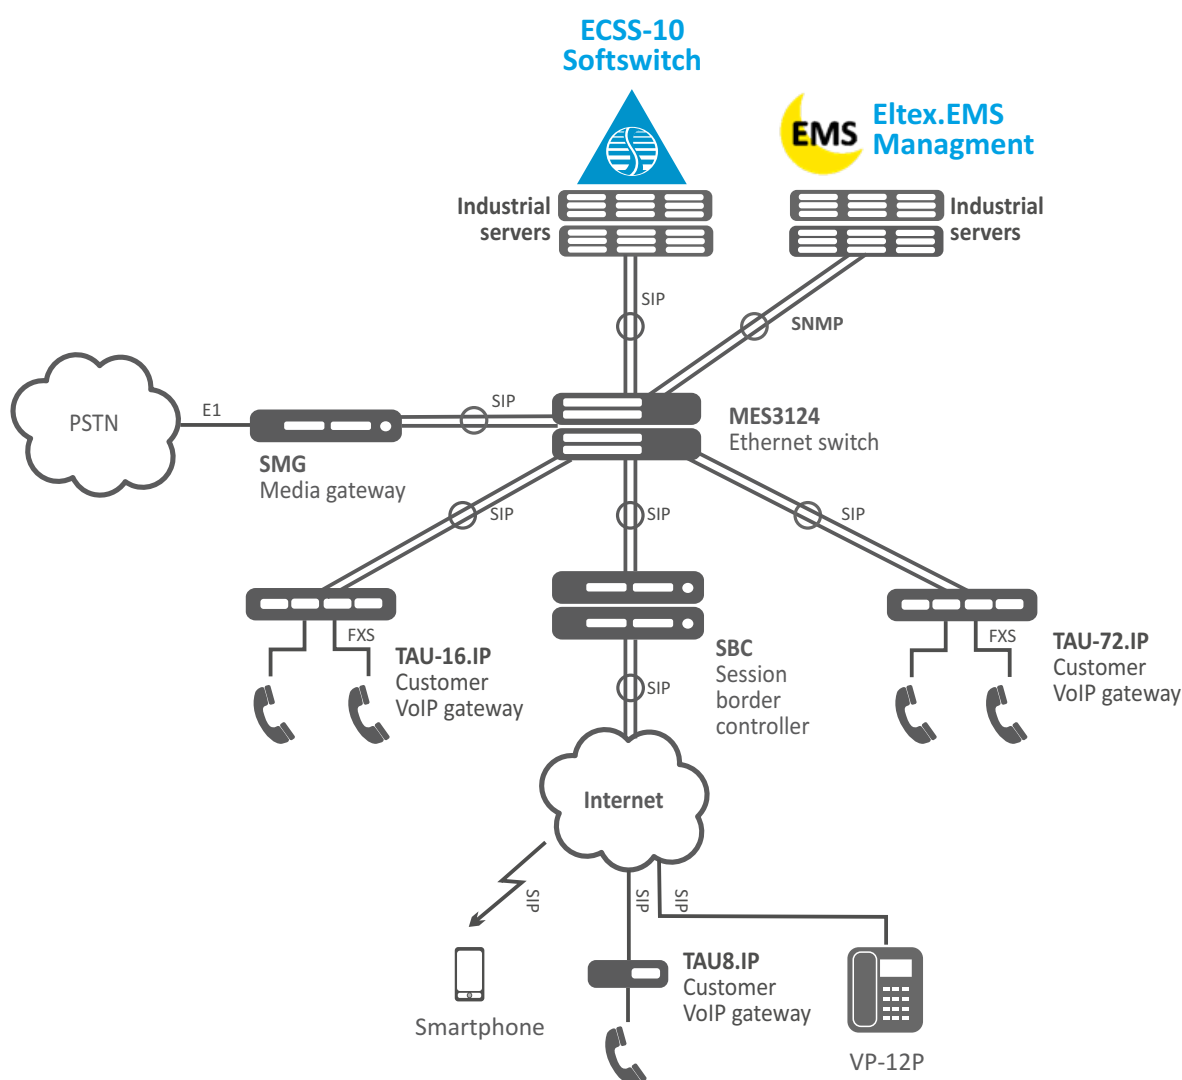 ECSS-10
Softswitch
EMS
Eltex.EMS
Managment
Industrial
servers
Industrial
servers
SIP
SNMP
PSTN
E1
SIP
SMG
Media gateway
MES3124
Ethernet switch
SIP
SIP
SIP
FXS
TAU-16.IP
Customer
VoIP gateway
SBC
Session
border
controller
FXS
TAU-72.IP
Customer
VoIP gateway
SIP
Internet
SIP
SIP
SIP
Smartphone
TAU8.IP
Customer
VoIP gateway
VP-12P